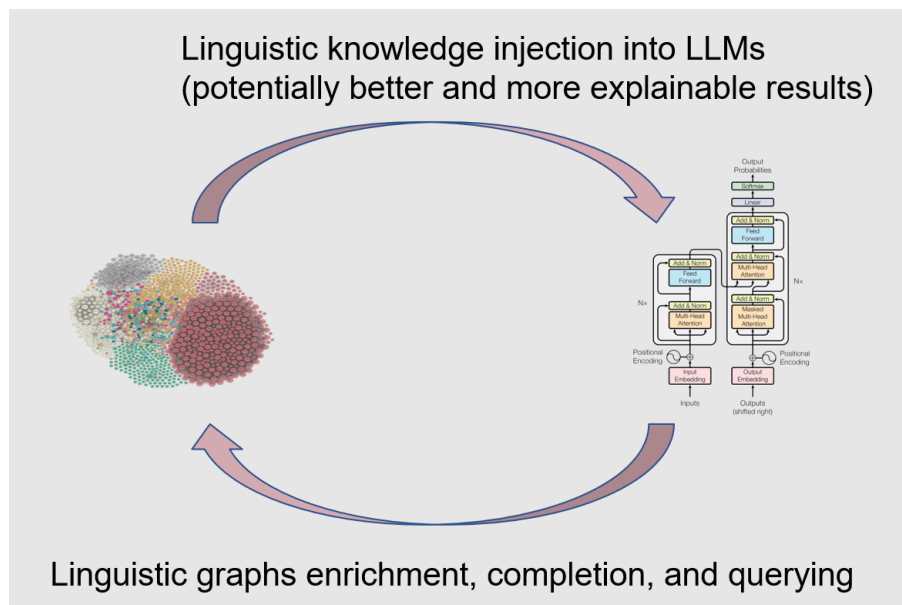 Linguistic knowledge injection into LLMs
(potentially better and more explainable results)
Output
Probabilities
Softmax
Linear
Add & Norm
Feed
Forward
Add & Norm
Multi-Head
Attention
Add & Norm
Masked
Multi-Head
Attention
Nx
Positional
Encoding
Output
Embedding
Outputs
(shifted right)
Add & Norm
Feed
Forward
Add & Norm
Multi-Head
Attention
N×
Positional
Encoding
Input
Embedding
Inputs
Linguistic graphs enrichment, completion, and querying